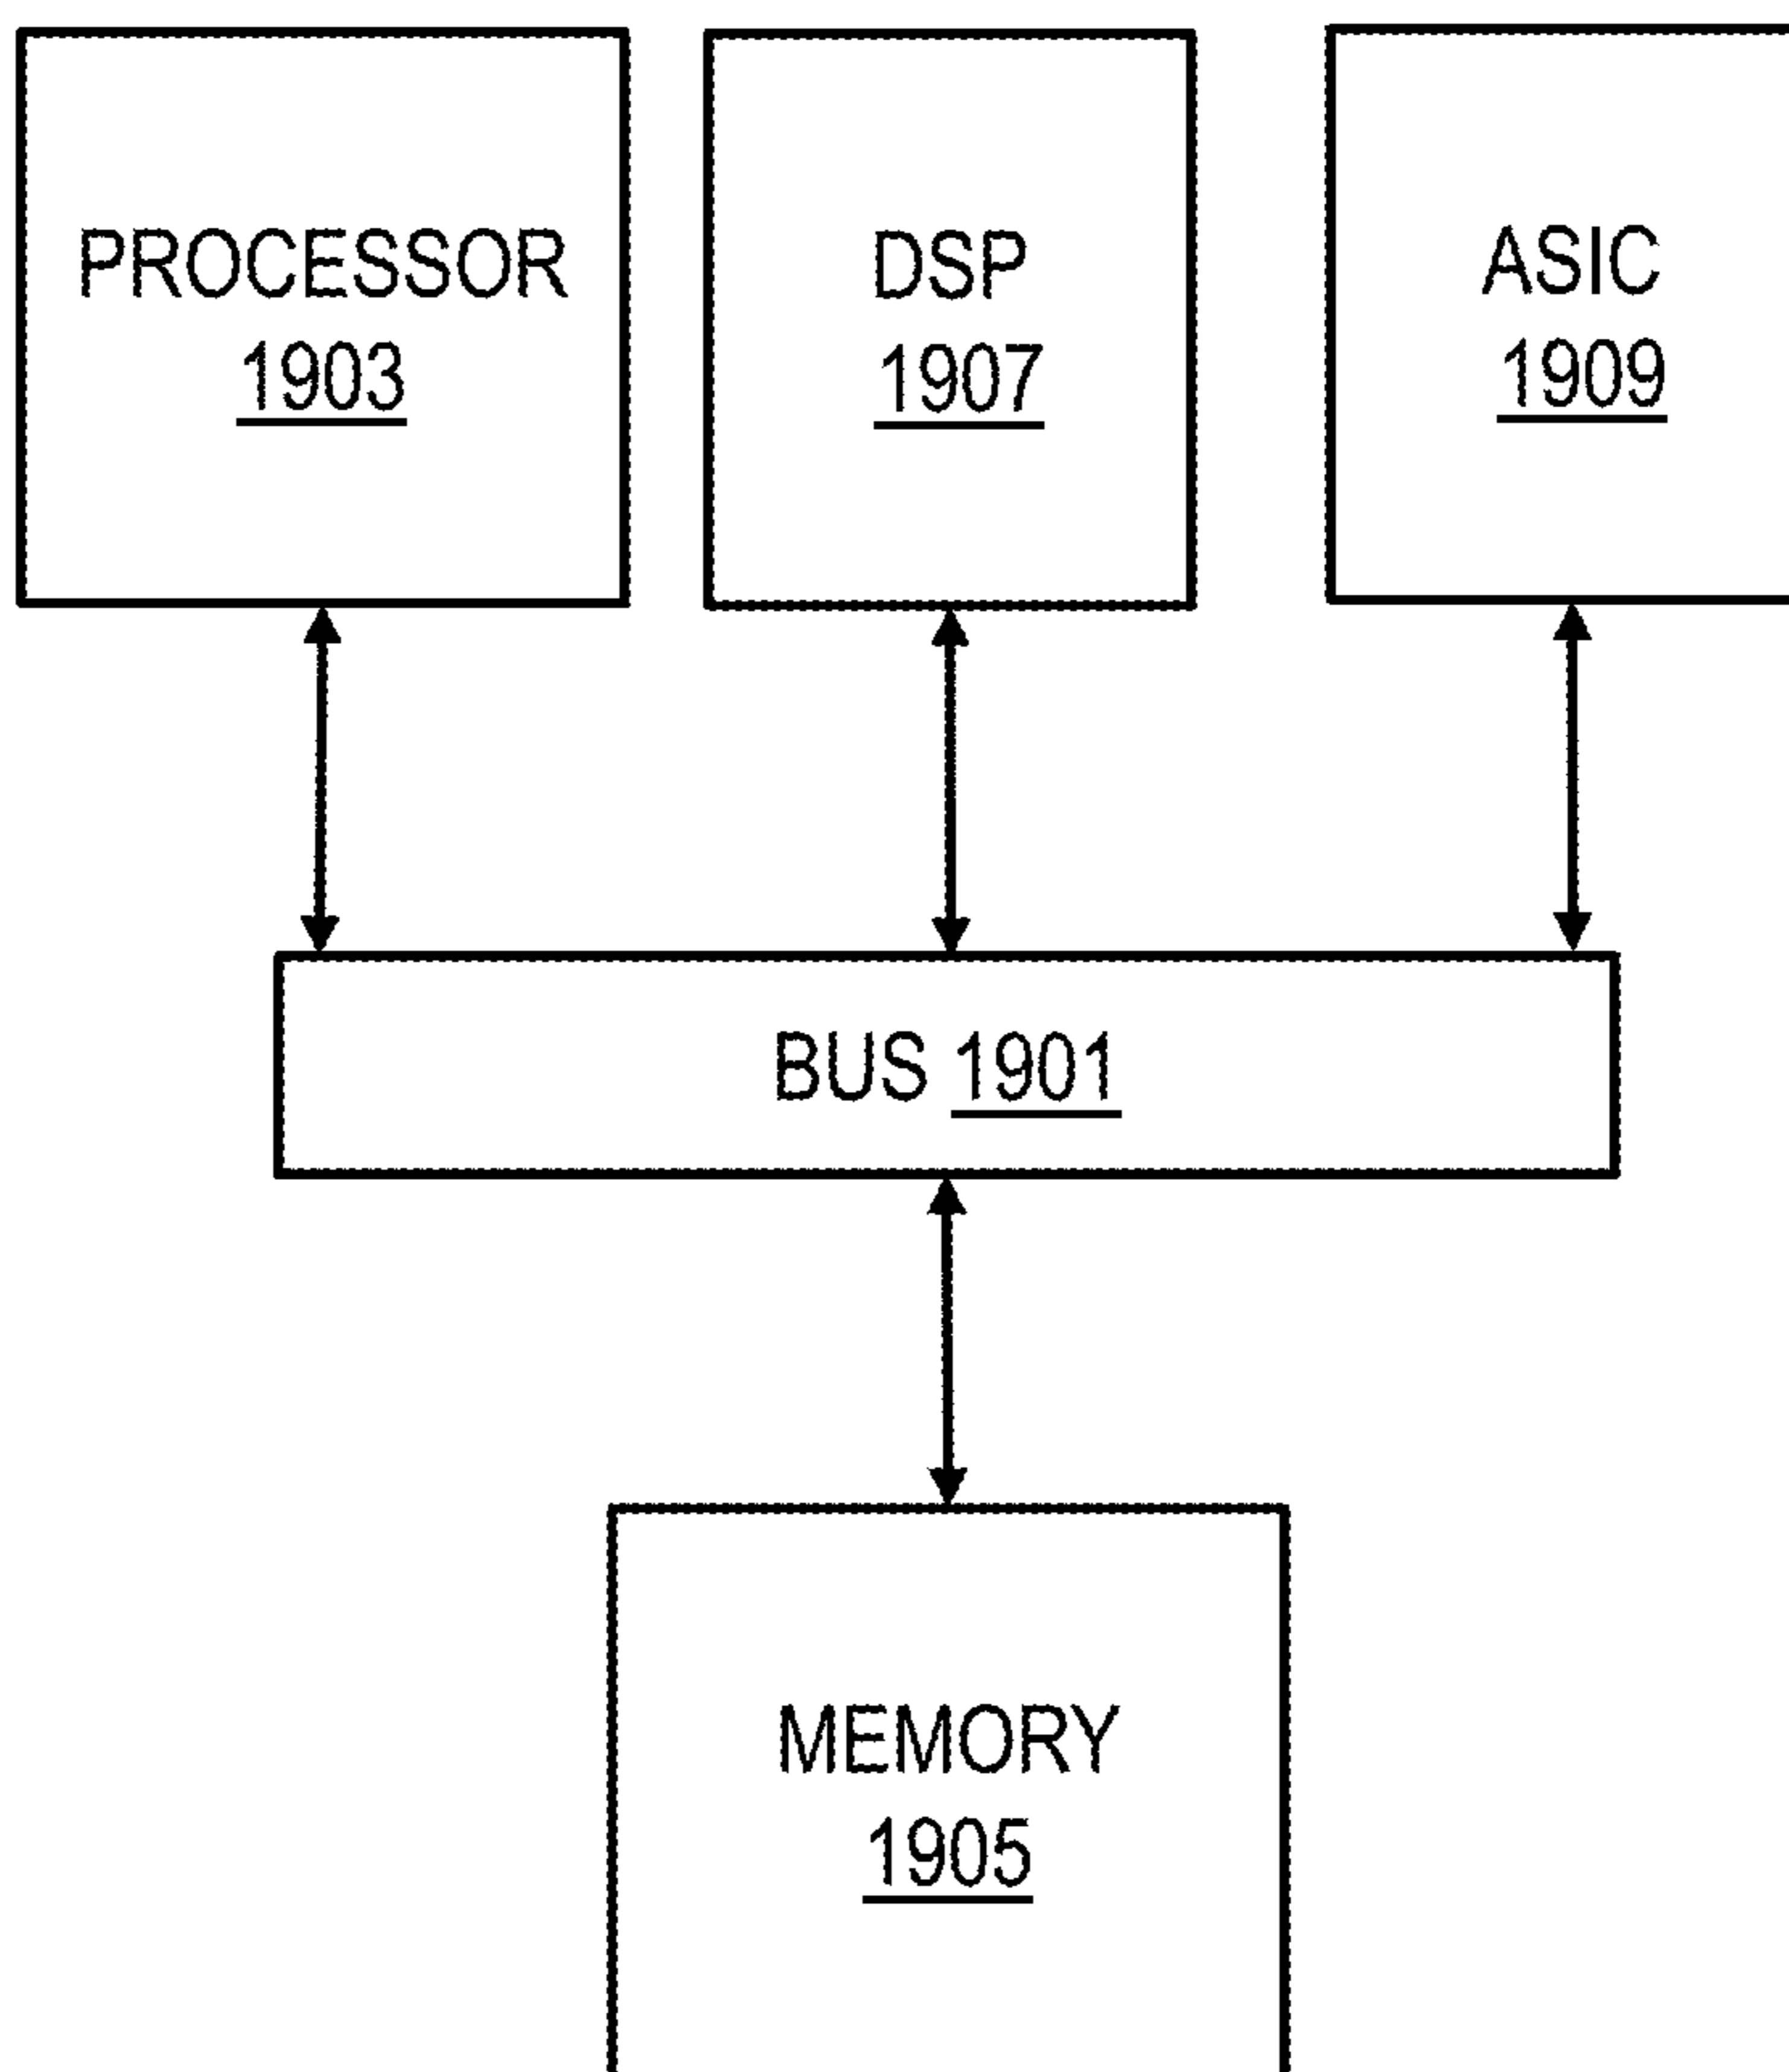 PROCESSOR
1903
DSP
1907
ASIC
1909
BUS 1901
MEMORY
1905